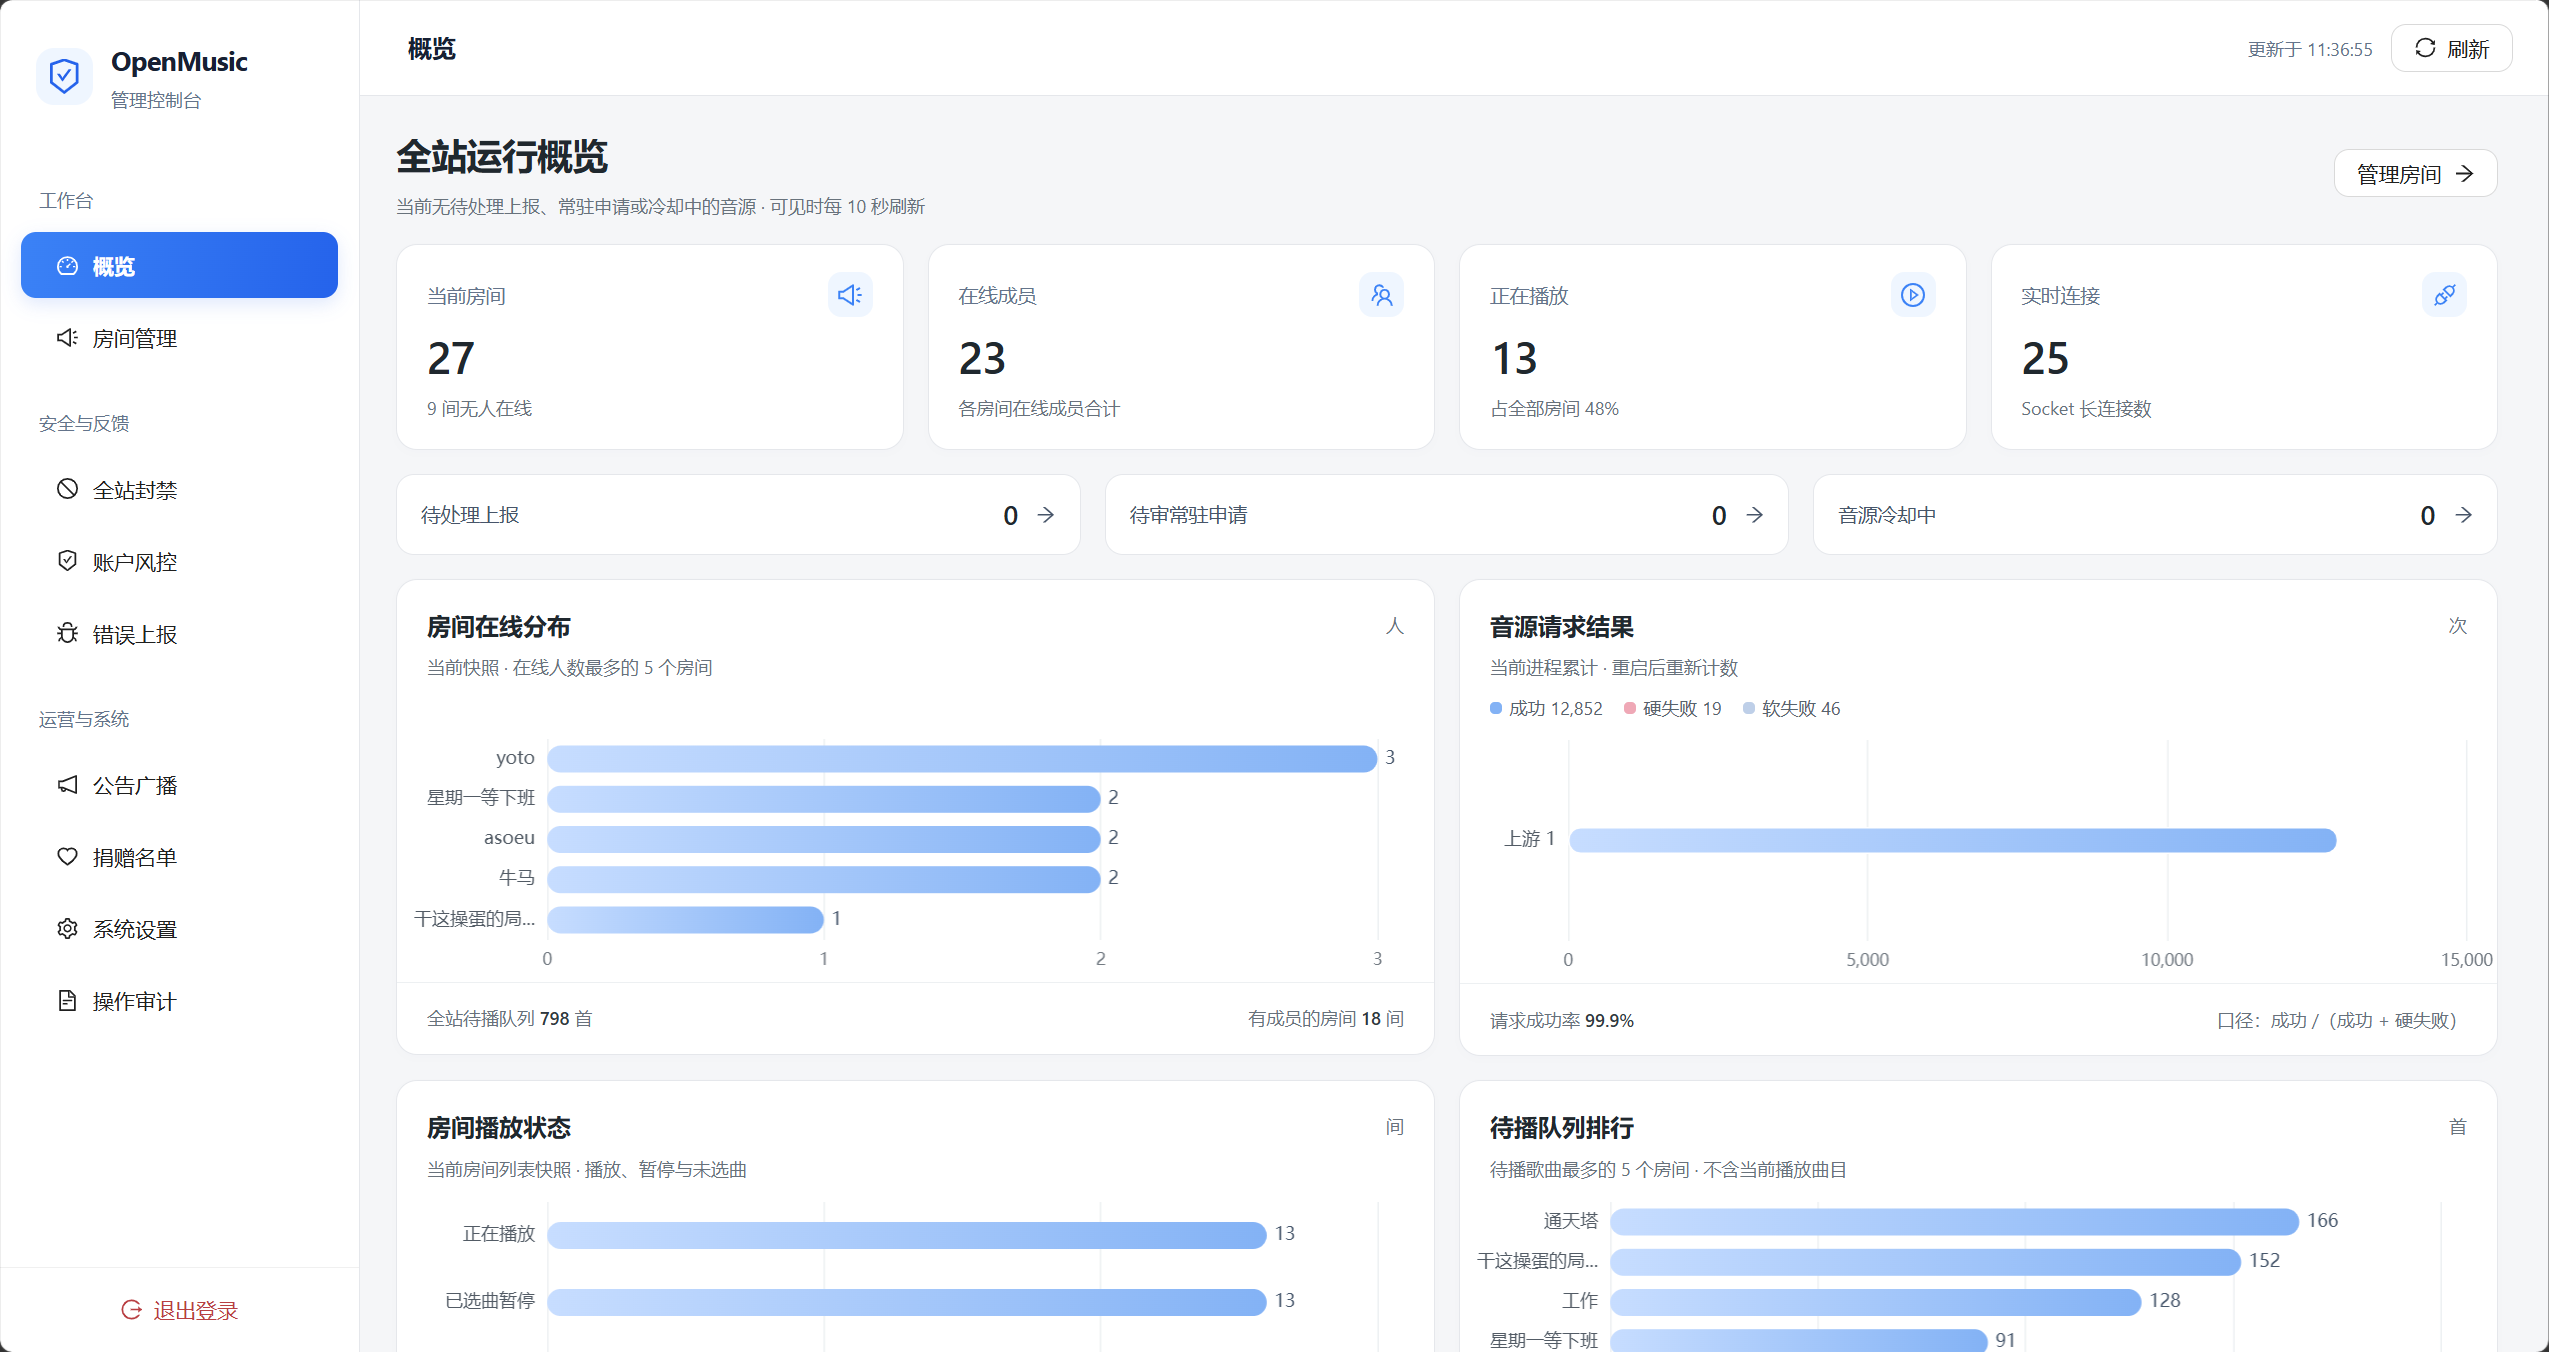 OpenMusic
管理控制台
工作台
概览
房间管理
安全与反馈
全站封禁
账户风控
错误上报
运营与系统
公告广播
捐赠名单
系统设置
操作审计
退出登录
概览
更新于 11:36:55
刷新
全站运行概览
当前无待处理上报、常驻申请或冷却中的音源 · 可见时每 10 秒刷新
管理房间
当前房间
27
9 间无人在线
在线成员
23
各房间在线成员合计
正在播放
13
占全部房间 48%
实时连接
25
Socket 长连接数
待处理上报 0
待审常驻申请 0
音源冷却中 0
房间在线分布 人
当前快照 · 在线人数最多的 5 个房间
yoto 3
星期一等下班 2
asoeu 2
牛马 2
干这操蛋的局... 1
0 1 2 3
全站待播队列 798 首
有成员的房间 18 间
音源请求结果 次
当前进程累计 · 重启后重新计数
成功 12,852 硬失败 19 软失败 46
上游 1
0 5,000 10,000 15,000
请求成功率 99.9%
口径：成功 /（成功 + 硬失败）
房间播放状态 间
当前房间列表快照 · 播放、暂停与未选曲
正在播放 13
已选曲暂停 13
待播队列排行 首
待播歌曲最多的 5 个房间 · 不含当前播放曲目
通天塔 166
干这操蛋的局... 152
工作 128
星期一等下班 91